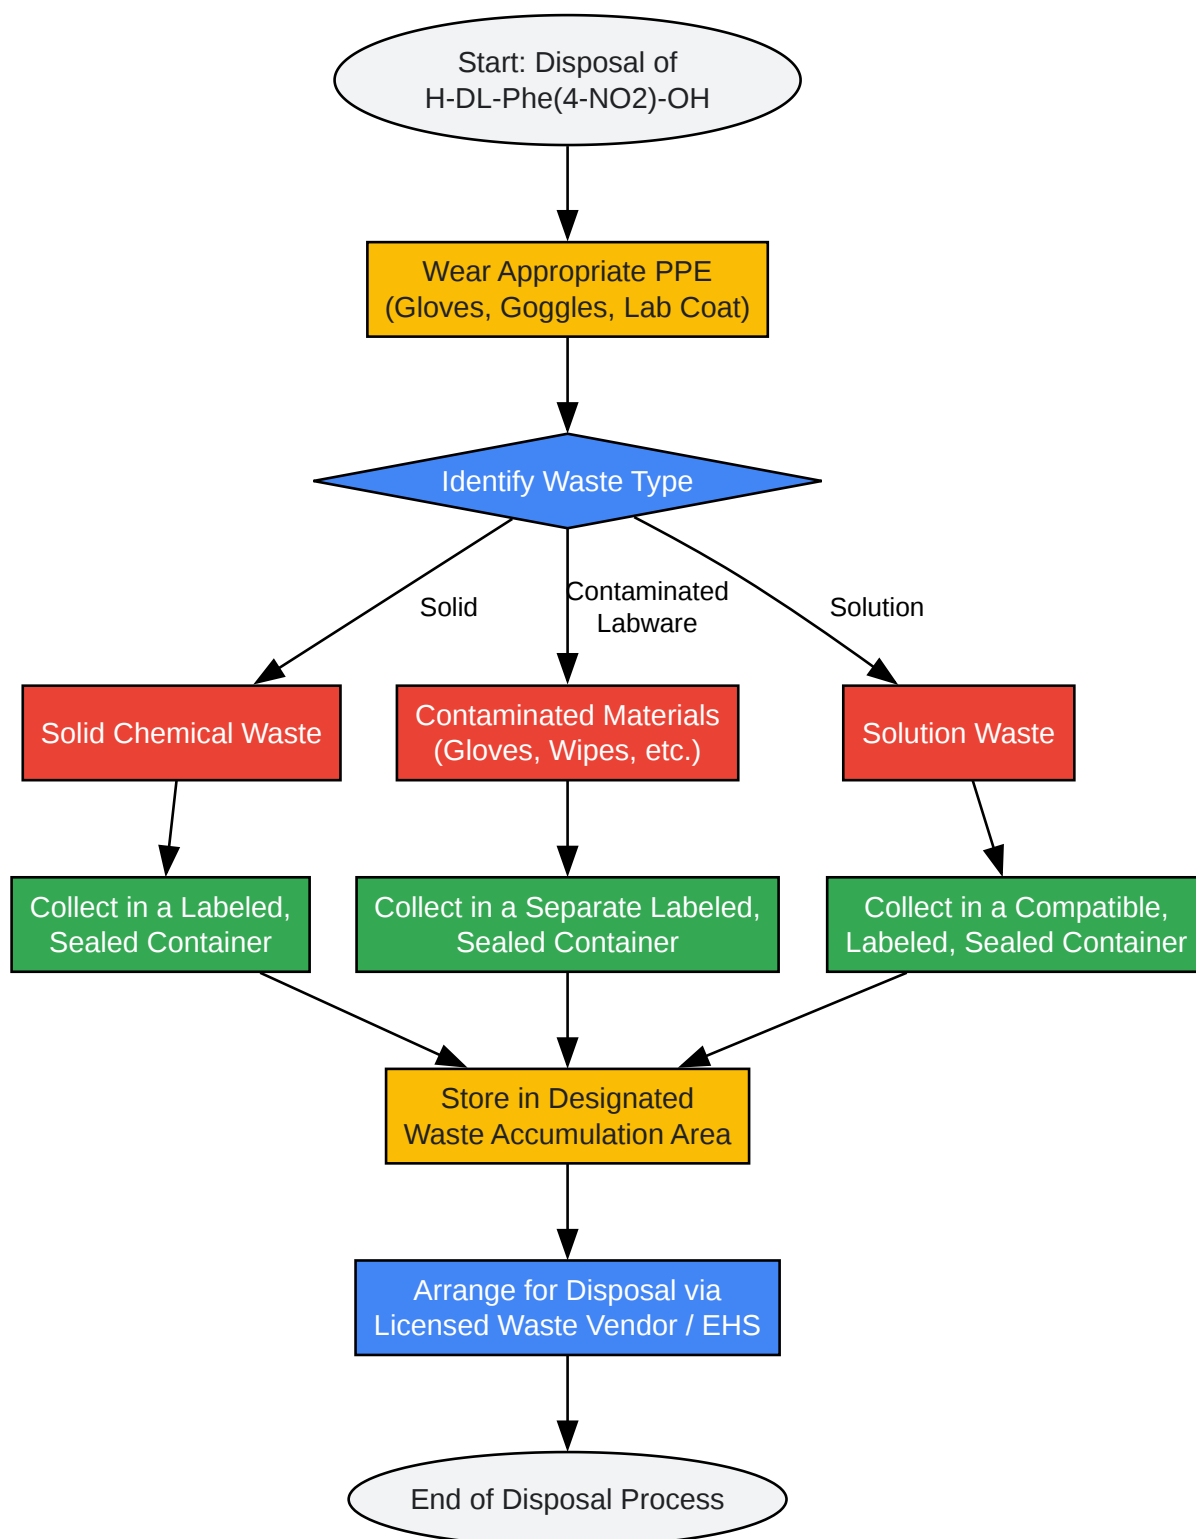 Start: Disposal of
H-DL-Phe(4-NO2)-OH
Wear Appropriate PPE
(Gloves, Goggles, Lab Coat)
Identify Waste Type
Solid
Contaminated
Labware
Solution
Solid Chemical Waste
Contaminated Materials
(Gloves, Wipes, etc.)
Solution Waste
Collect in a Labeled,
Sealed Container
Collect in a Separate Labeled,
Sealed Container
Collect in a Compatible,
Labeled, Sealed Container
Store in Designated
Waste Accumulation Area
Arrange for Disposal via
Licensed Waste Vendor / EHS
End of Disposal Process